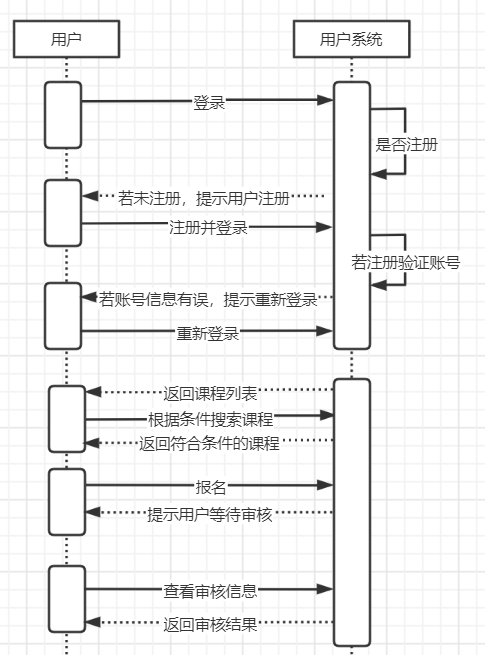 用户
用户系统
登录
是否注册
若未注册，提示用户注册
注册并登录
若注册验证账号
若账号信息有误，提示重新登录
重新登录
返回课程列表
根据条件搜索课程
返回符合条件的课程
报名
提示用户等待审核
查看审核信息
返回审核结果